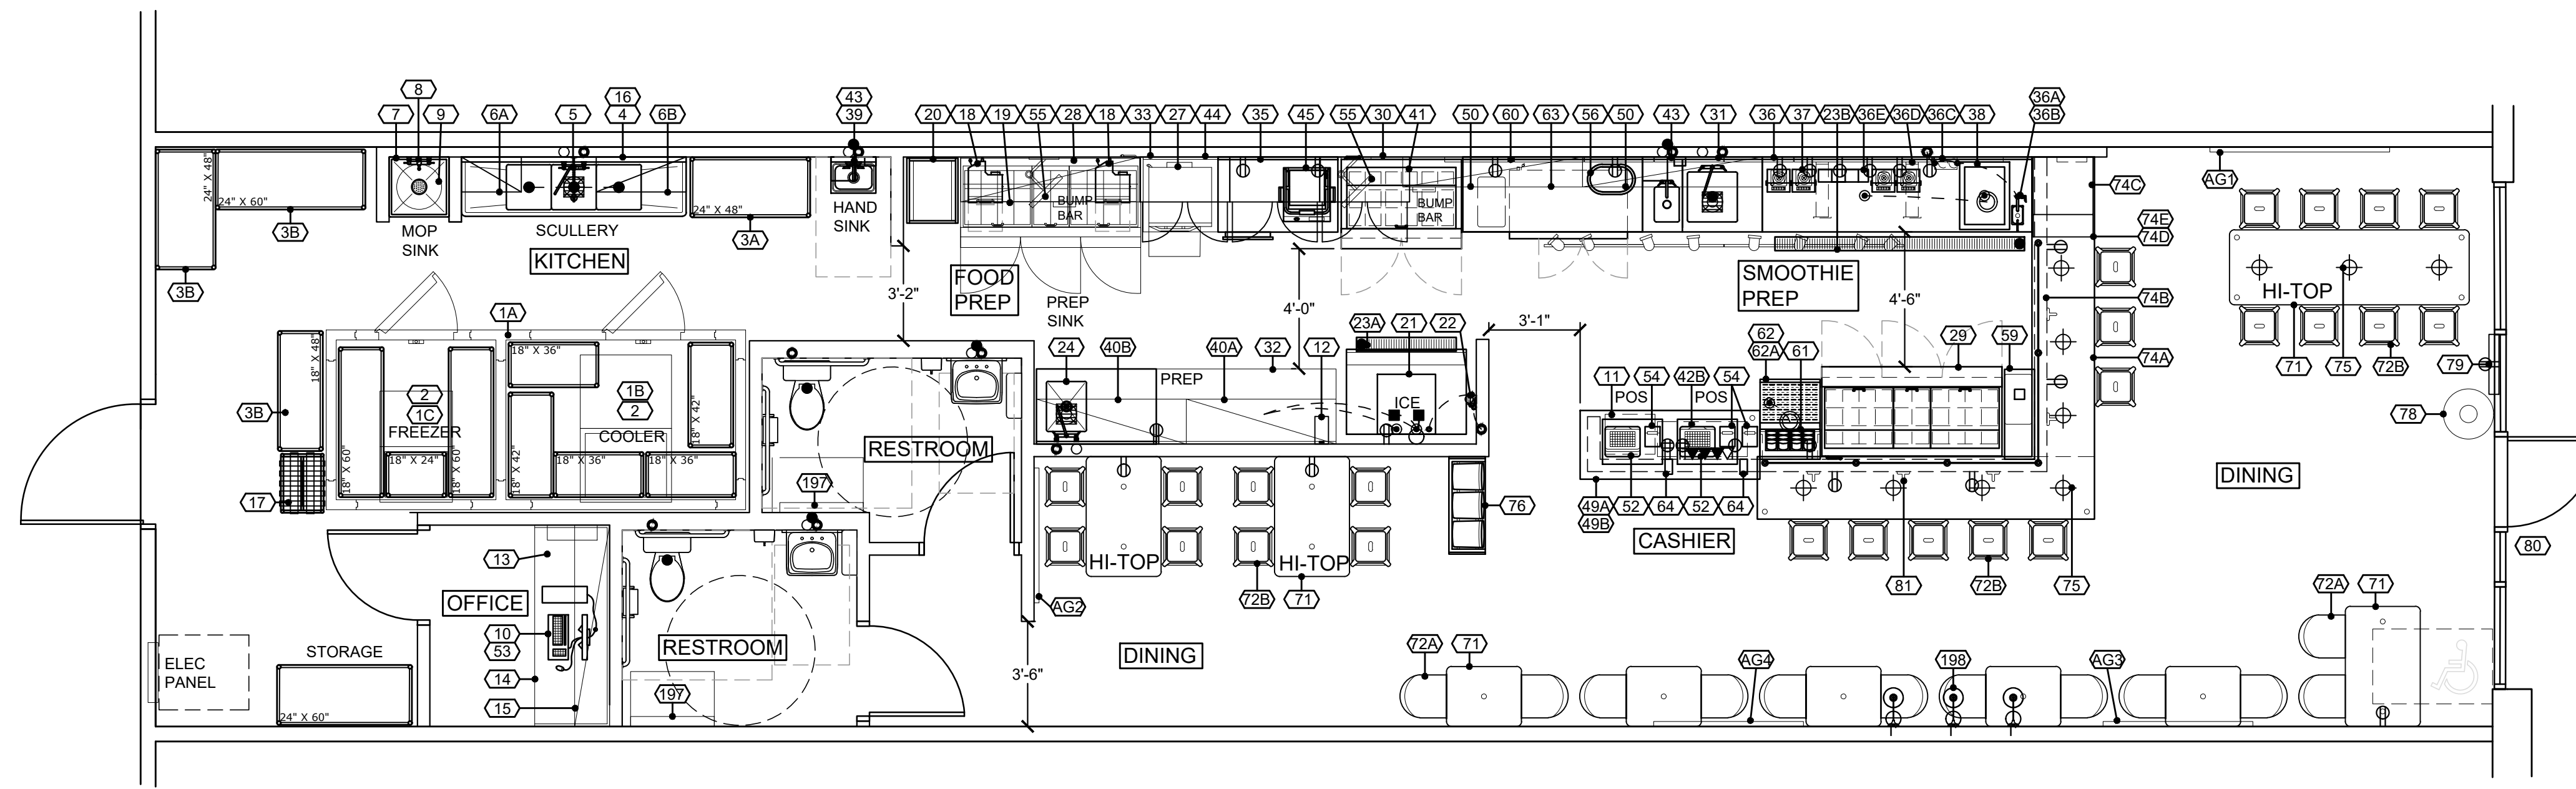 8
16
43
36A
7
9
6A
5
4
6B
39
20
18
19
55
28
18
33
27
44
35
45
55
30
41
50
60
63
56
50
43
31
36
37
23B
36E
36D
36C
38
36B
24" X 48"
24" X 60"
3B
3B
MOP
SINK
SCULLERY
KITCHEN
24" X 48"
3A
HAND
SINK
BUMP
BAR
BUMP
BAR
74C
74E
74D
74B
74A
AG1
HI-TOP
71
75
72B
79
78
FOOD
PREP
PREP
SINK
3'-2"
4'-0"
SMOOTHIE
PREP
4'-6"
3'-1"
1A
18" X 48"
3B
17
2
1C
FREEZER
18" X 60"
18" X 24"
18" X 60"
18" X 36"
1B
2
COOLER
18" X 42"
18" X 42"
18" X 36"
18" X 36"
RESTROOM
197
24
40B
PREP
40A
32
12
23A
21
22
ICE
62
62A
61
29
59
11
54
42B
54
POS
POS
49A
49B
52
64
52
64
CASHIER
DINING
76
HI-TOP
HI-TOP
72B
71
AG2
81
72B
75
80
13
OFFICE
10
53
14
15
RESTROOM
197
STORAGE
ELEC
PANEL
24" X 60"
3'-6"
DINING
72A
71
AG4
198
AG3
72A
71